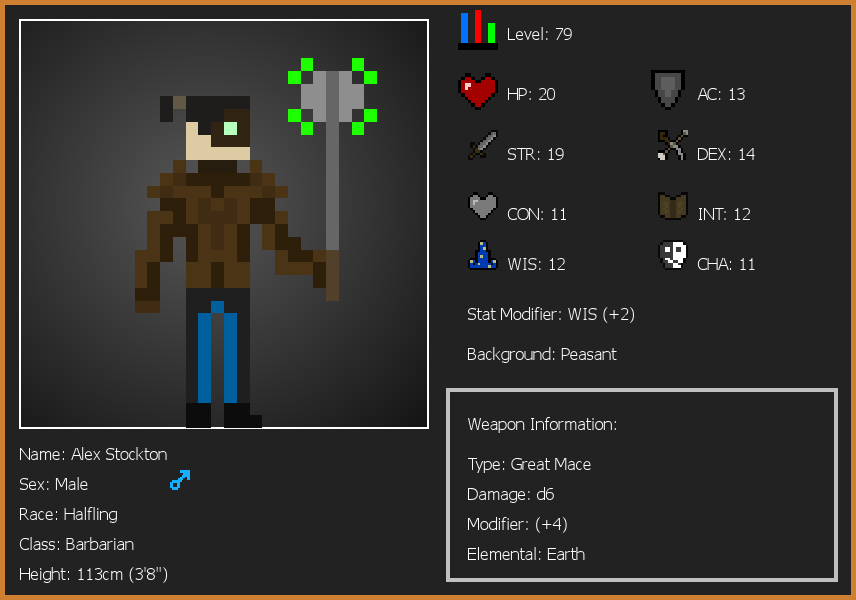 Level: 79
HP: 20
AC: 13
STR: 19
DEX: 14
CON: 11
INT: 12
WIS: 12
CHA: 11
Stat Modifier: WIS (+2)
Background: Peasant
Weapon Information:
Type: Great Mace
Damage: d6
Modifier: (+4)
Elemental: Earth
Name: Alex Stockton
Sex: Male
Race: Halfling
Class: Barbarian
Height: 113cm (3'8")